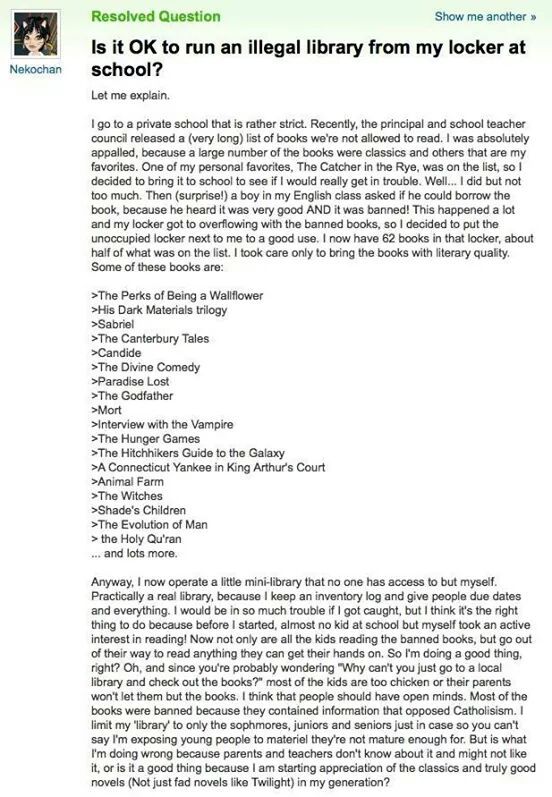 Resolved Question
Show me another »
Nekochan
Is it OK to run an illegal library from my locker at
school?
Let me explain.
I go to a private school that is rather strict. Recently, the principal and school teacher
council released a (very long) list of books we're not allowed to read. I was absolutely
appalled, because a large number of the books were classics and others that are my
favorites. One of my personal favorites, The Catcher in the Rye, was on the list, so I
decided to bring it to school to see if I would really get in trouble. Well... I did but not
too much. Then (surprise!) a boy in my English class asked if he could borrow the
book, because he heard it was very good AND it was banned! This happened a lot
and my locker got to overflowing with the banned books, so I decided to put the
unoccupied locker next to me to a good use. I now have 62 books in that locker, about
half of what was on the list. I took care only to bring the books with literary quality.
Some of these books are:
>The Perks of Being a Wallflower
>His Dark Materials trilogy
>Sabriel
>The Canterbury Tales
>Candide
>The Divine Comedy
>Paradise Lost
>The Godfather
>Mort
>Interview with the Vampire
>The Hunger Games
>The Hitchhikers Guide to the Galaxy
>A Connecticut Yankee in King Arthur's Court
>Animal Farm
>The Witches
>Shade's Children
>The Evolution of Man
> the Holy Qu'ran
... and lots more.
Anyway, I now operate a little mini-library that no one has access to but myself.
Practically a real library, because I keep an inventory log and give people due dates
and everything. I would be in so much trouble if I got caught, but I think it's the right
thing to do because before I started, almost no kid at school but myself took an active
interest in reading! Now not only are all the kids reading the banned books, but go out
of their way to read anything they can get their hands on. So I'm doing a good thing,
right? Oh, and since you're probably wondering "Why can't you just go to a local
library and check out the books?" most of the kids are too chicken or their parents
won't let them but the books. I think that people should have open minds. Most of the
books were banned because they contained information that opposed Catholisism. I
limit my 'library' to only the sophmores, juniors and seniors just in case so you can't
say I'm exposing young people to materiel they're not mature enough for. But is what
I'm doing wrong because parents and teachers don't know about it and might not like
it, or is it a good thing because I am starting appreciation of the classics and truly good
novels (Not just fad novels like Twilight) in my generation?